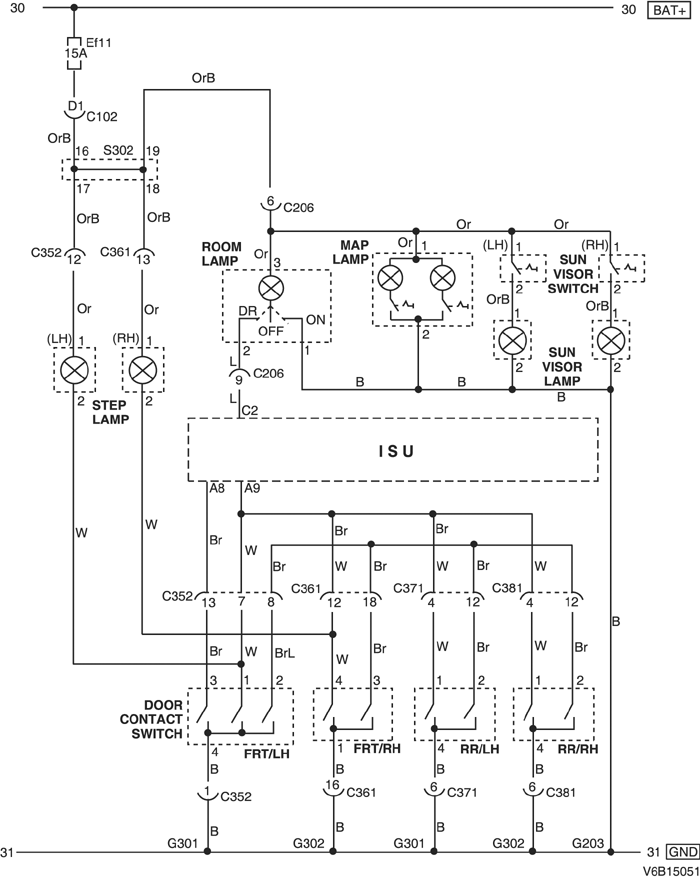 30 30 BAT+
Ef11
15A
OrB
D1 C102
OrB
16 S302 19
17 18
6 C206
OrB OrB
Or Or
C352 12 C361 13
ROOM LAMP Or 3
MAP LAMP Or 1
(LH) 1 SUN VISOR SWITCH (RH) 1
2 2
Or Or
DR OFF ON
OrB OrB
(LH) 1 (RH) 1
2 1
2
L
9 C206
SUN VISOR LAMP
2 2
2 STEP LAMP 2
B B
B
L C2
I S U
A8 A9
W W
Br W Br Br W Br W Br W Br
C352 13 7 8 C361 12 18 C371 4 12 C381 4 12
B
Br W BrL W Br W Br W Br
3 1 2 4 3 1 2 1 2
DOOR CONTACT SWITCH
4 FRT/LH 1 FRT/RH 4 RR/LH 4 RR/RH
B B B B
1 C352 16 C361 6 C371 6 C381
B B B B
G301 G302 G301 G302 G203
31 31 GND
V6B15051